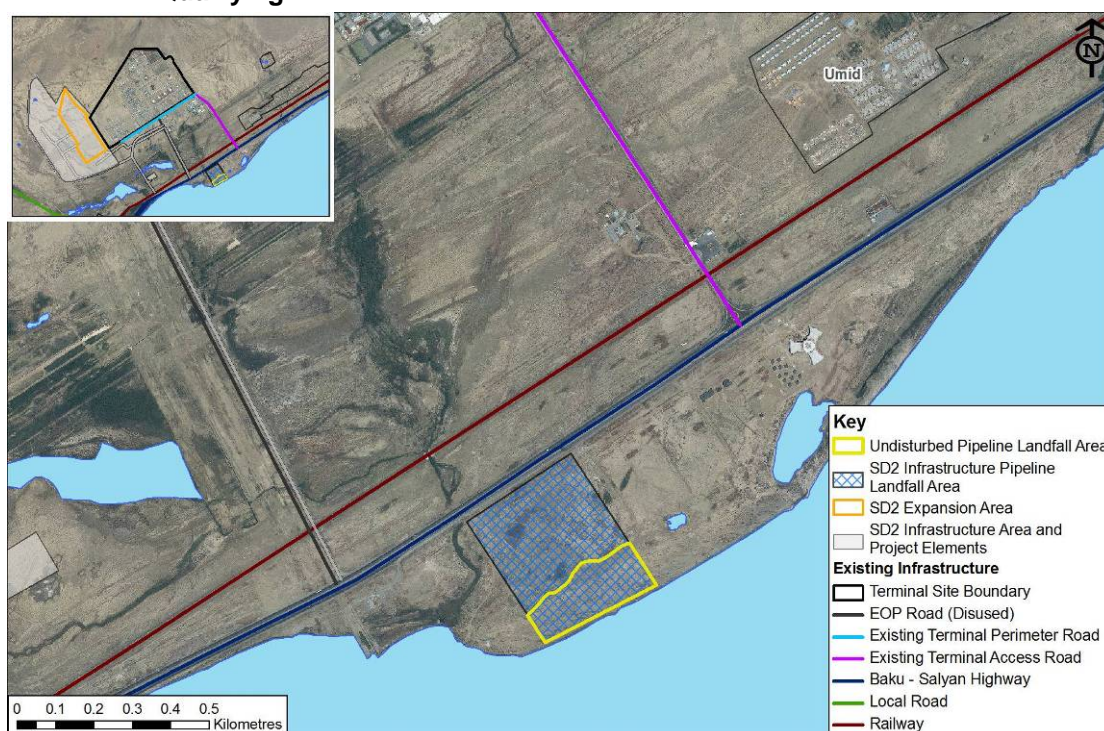 Umid
N
Key
Undisturbed Pipeline Landfall Area
SD2 Infrastructure Pipeline
Landfall Area
SD2 Expansion Area
SD2 Infrastructure Area and
Project Elements
Existing Infrastructure
Terminal Site Boundary
EOP Road (Disused)
Existing Terminal Perimeter Road
Existing Terminal Access Road
Baku - Salyan Highway
Local Road
Railway
0 0.1 0.2 0.3 0.4 0.5
Kilometres